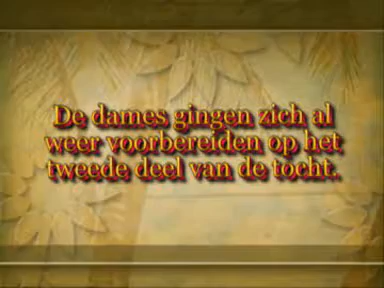 De dames gingen zich al
weer voorbereiden op het
tweede deel van de tocht.